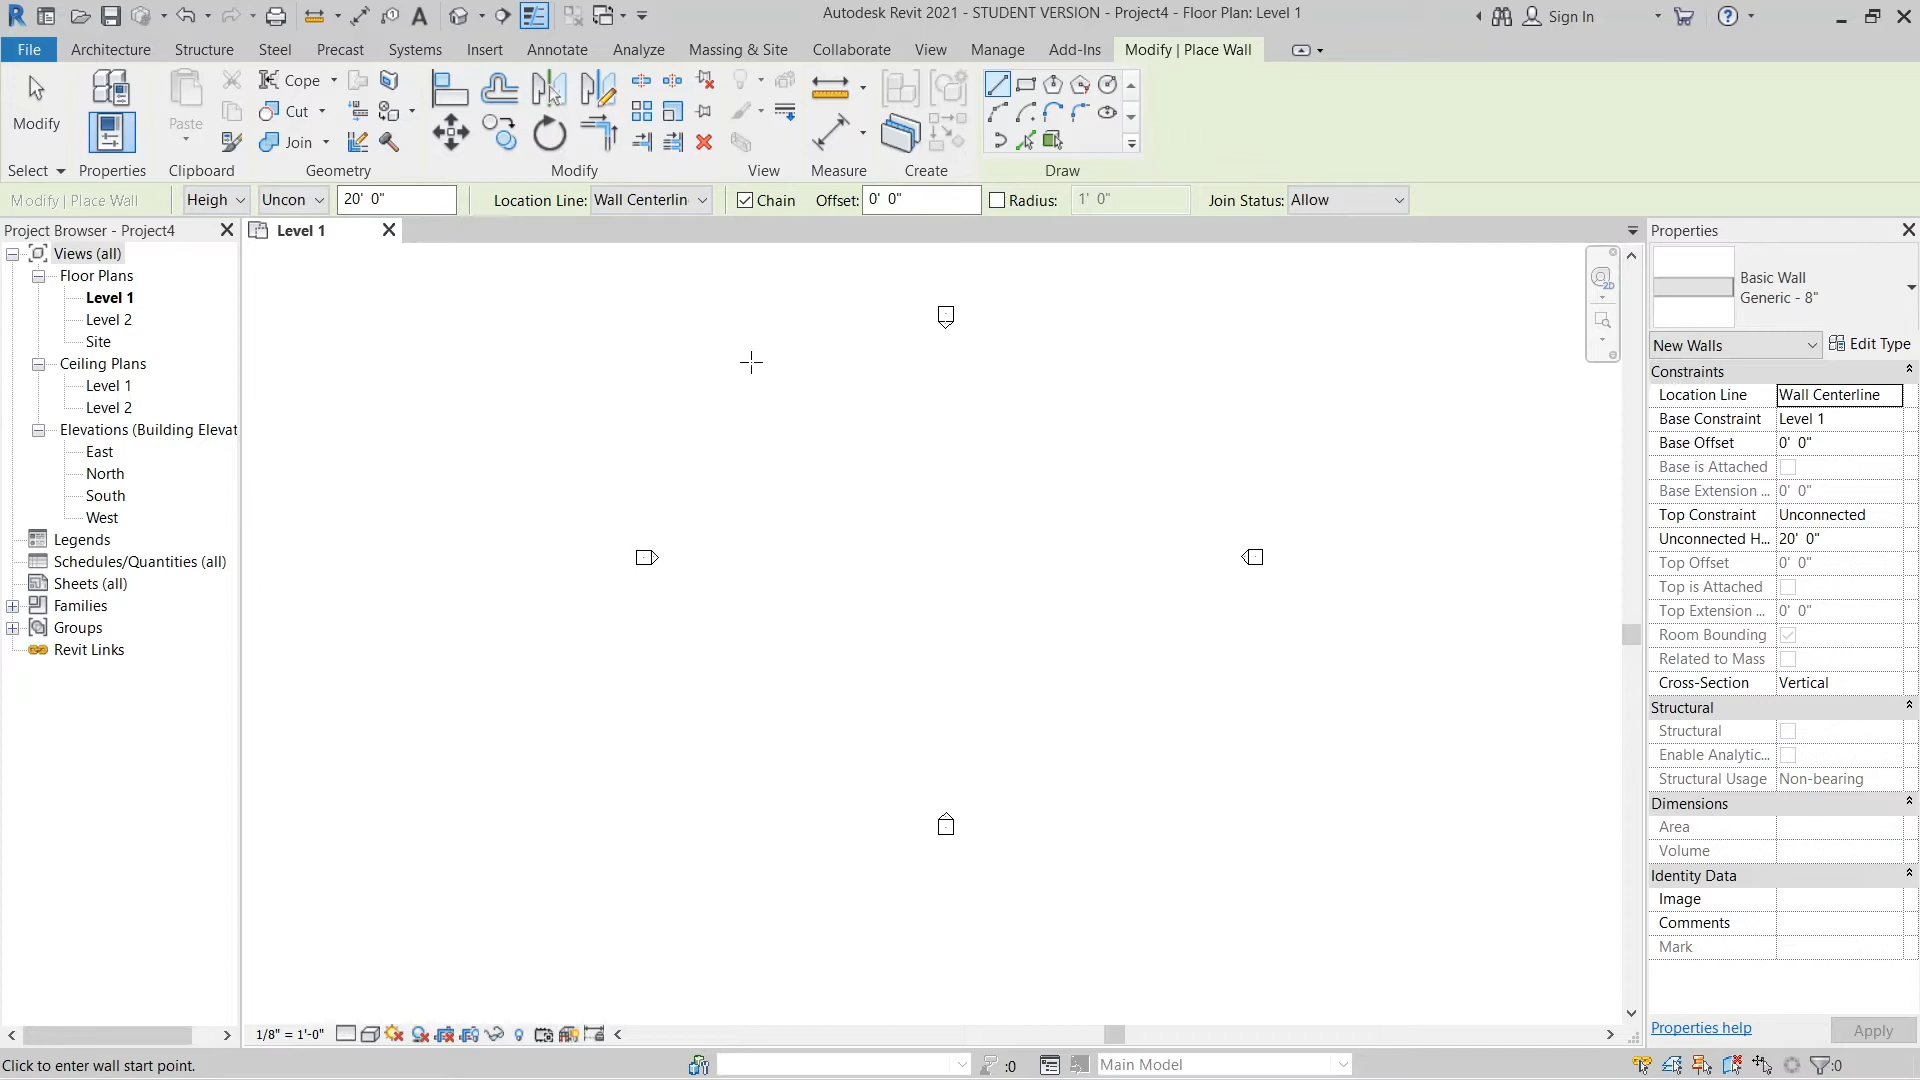 Autodesk Revit 2021 - STUDENT VERSION - Project4 - Floor Plan: Level 1
Sign In
File
Architecture
Structure
Steel
Precast
Systems
Insert
Annotate
Analyze
Massing & Site
Collaborate
View
Manage
Add-Ins
Modify | Place Wall
Modify
Paste
Cope
Cut
Join
Select
Properties
Clipboard
Geometry
Modify
View
Measure
Create
Draw
Modify | Place Wall
Heigh
Uncon
20' 0"
Location Line:
Wall Centerlin
Chain
Offset:
0' 0"
Radius:
1' 0"
Join Status:
Allow
Project Browser - Project4
Views (all)
Floor Plans
Level 1
Level 2
Site
Ceiling Plans
Level 1
Level 2
Elevations (Building Elevat
East
North
South
West
Legends
Schedules/Quantities (all)
Sheets (all)
Families
Groups
Revit Links
Level 1
2D
Properties
Basic Wall
Generic - 8"
New Walls
Edit Type
Constraints
Location Line
Wall Centerline
Base Constraint
Level 1
Base Offset
0' 0"
Base is Attached
Base Extension ...
0' 0"
Top Constraint
Unconnected
Unconnected H...
20' 0"
Top Offset
0' 0"
Top is Attached
Top Extension ...
0' 0"
Room Bounding
Related to Mass
Cross-Section
Vertical
Structural
Structural
Enable Analytic...
Structural Usage
Non-bearing
Dimensions
Area
Volume
Identity Data
Image
Comments
Mark
Properties help
Apply
1/8" = 1'-0"
Click to enter wall start point.
:0
Main Model
:0